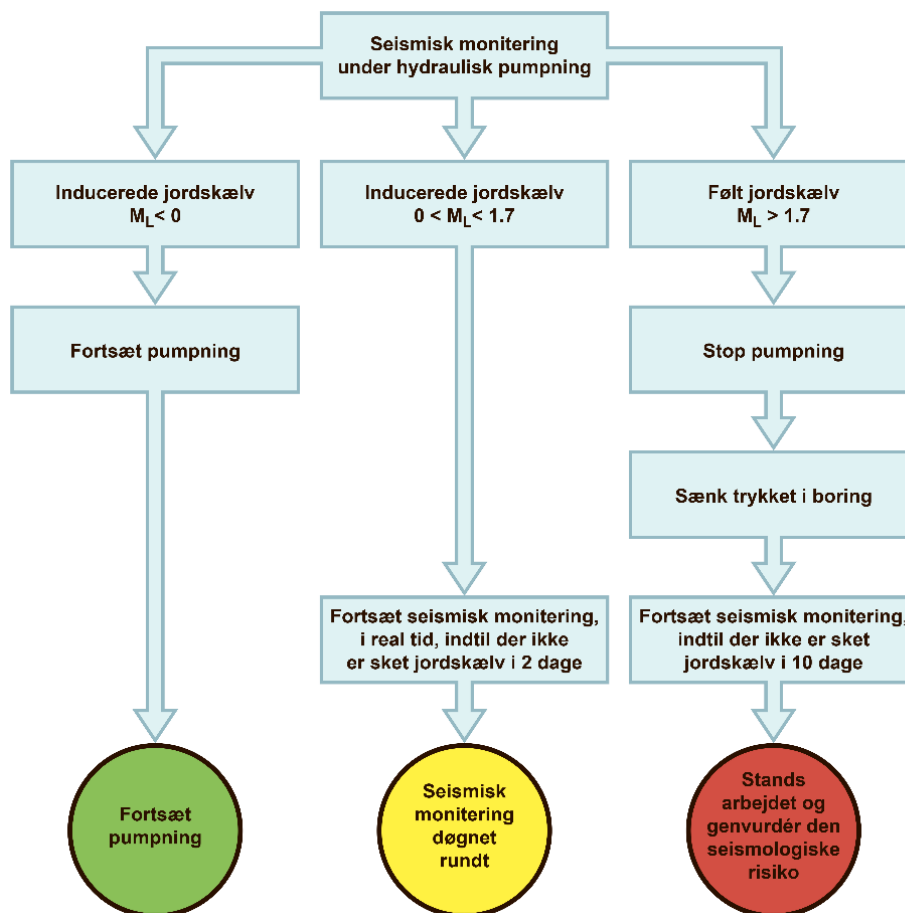 Seismisk monitering
under hydraulisk pumpning
Inducerede jordskælv
M_L < 0
Inducerede jordskælv
0 < M_L < 1.7
Følt jordskælv
M_L > 1.7
Fortsæt pumpning
Stop pumpning
Sænk trykket i boring
Fortsæt seismisk monitering,
i real tid, indtil der ikke
er sket jordskælv i 2 dage
Fortsæt seismisk monitering,
indtil der ikke er sket
jordskælv i 10 dage
Fortsæt
pumpning
Seismisk
monitering
døgnet
rundt
Stands
arbejdet og
genvurdér den
seismologiske
risiko